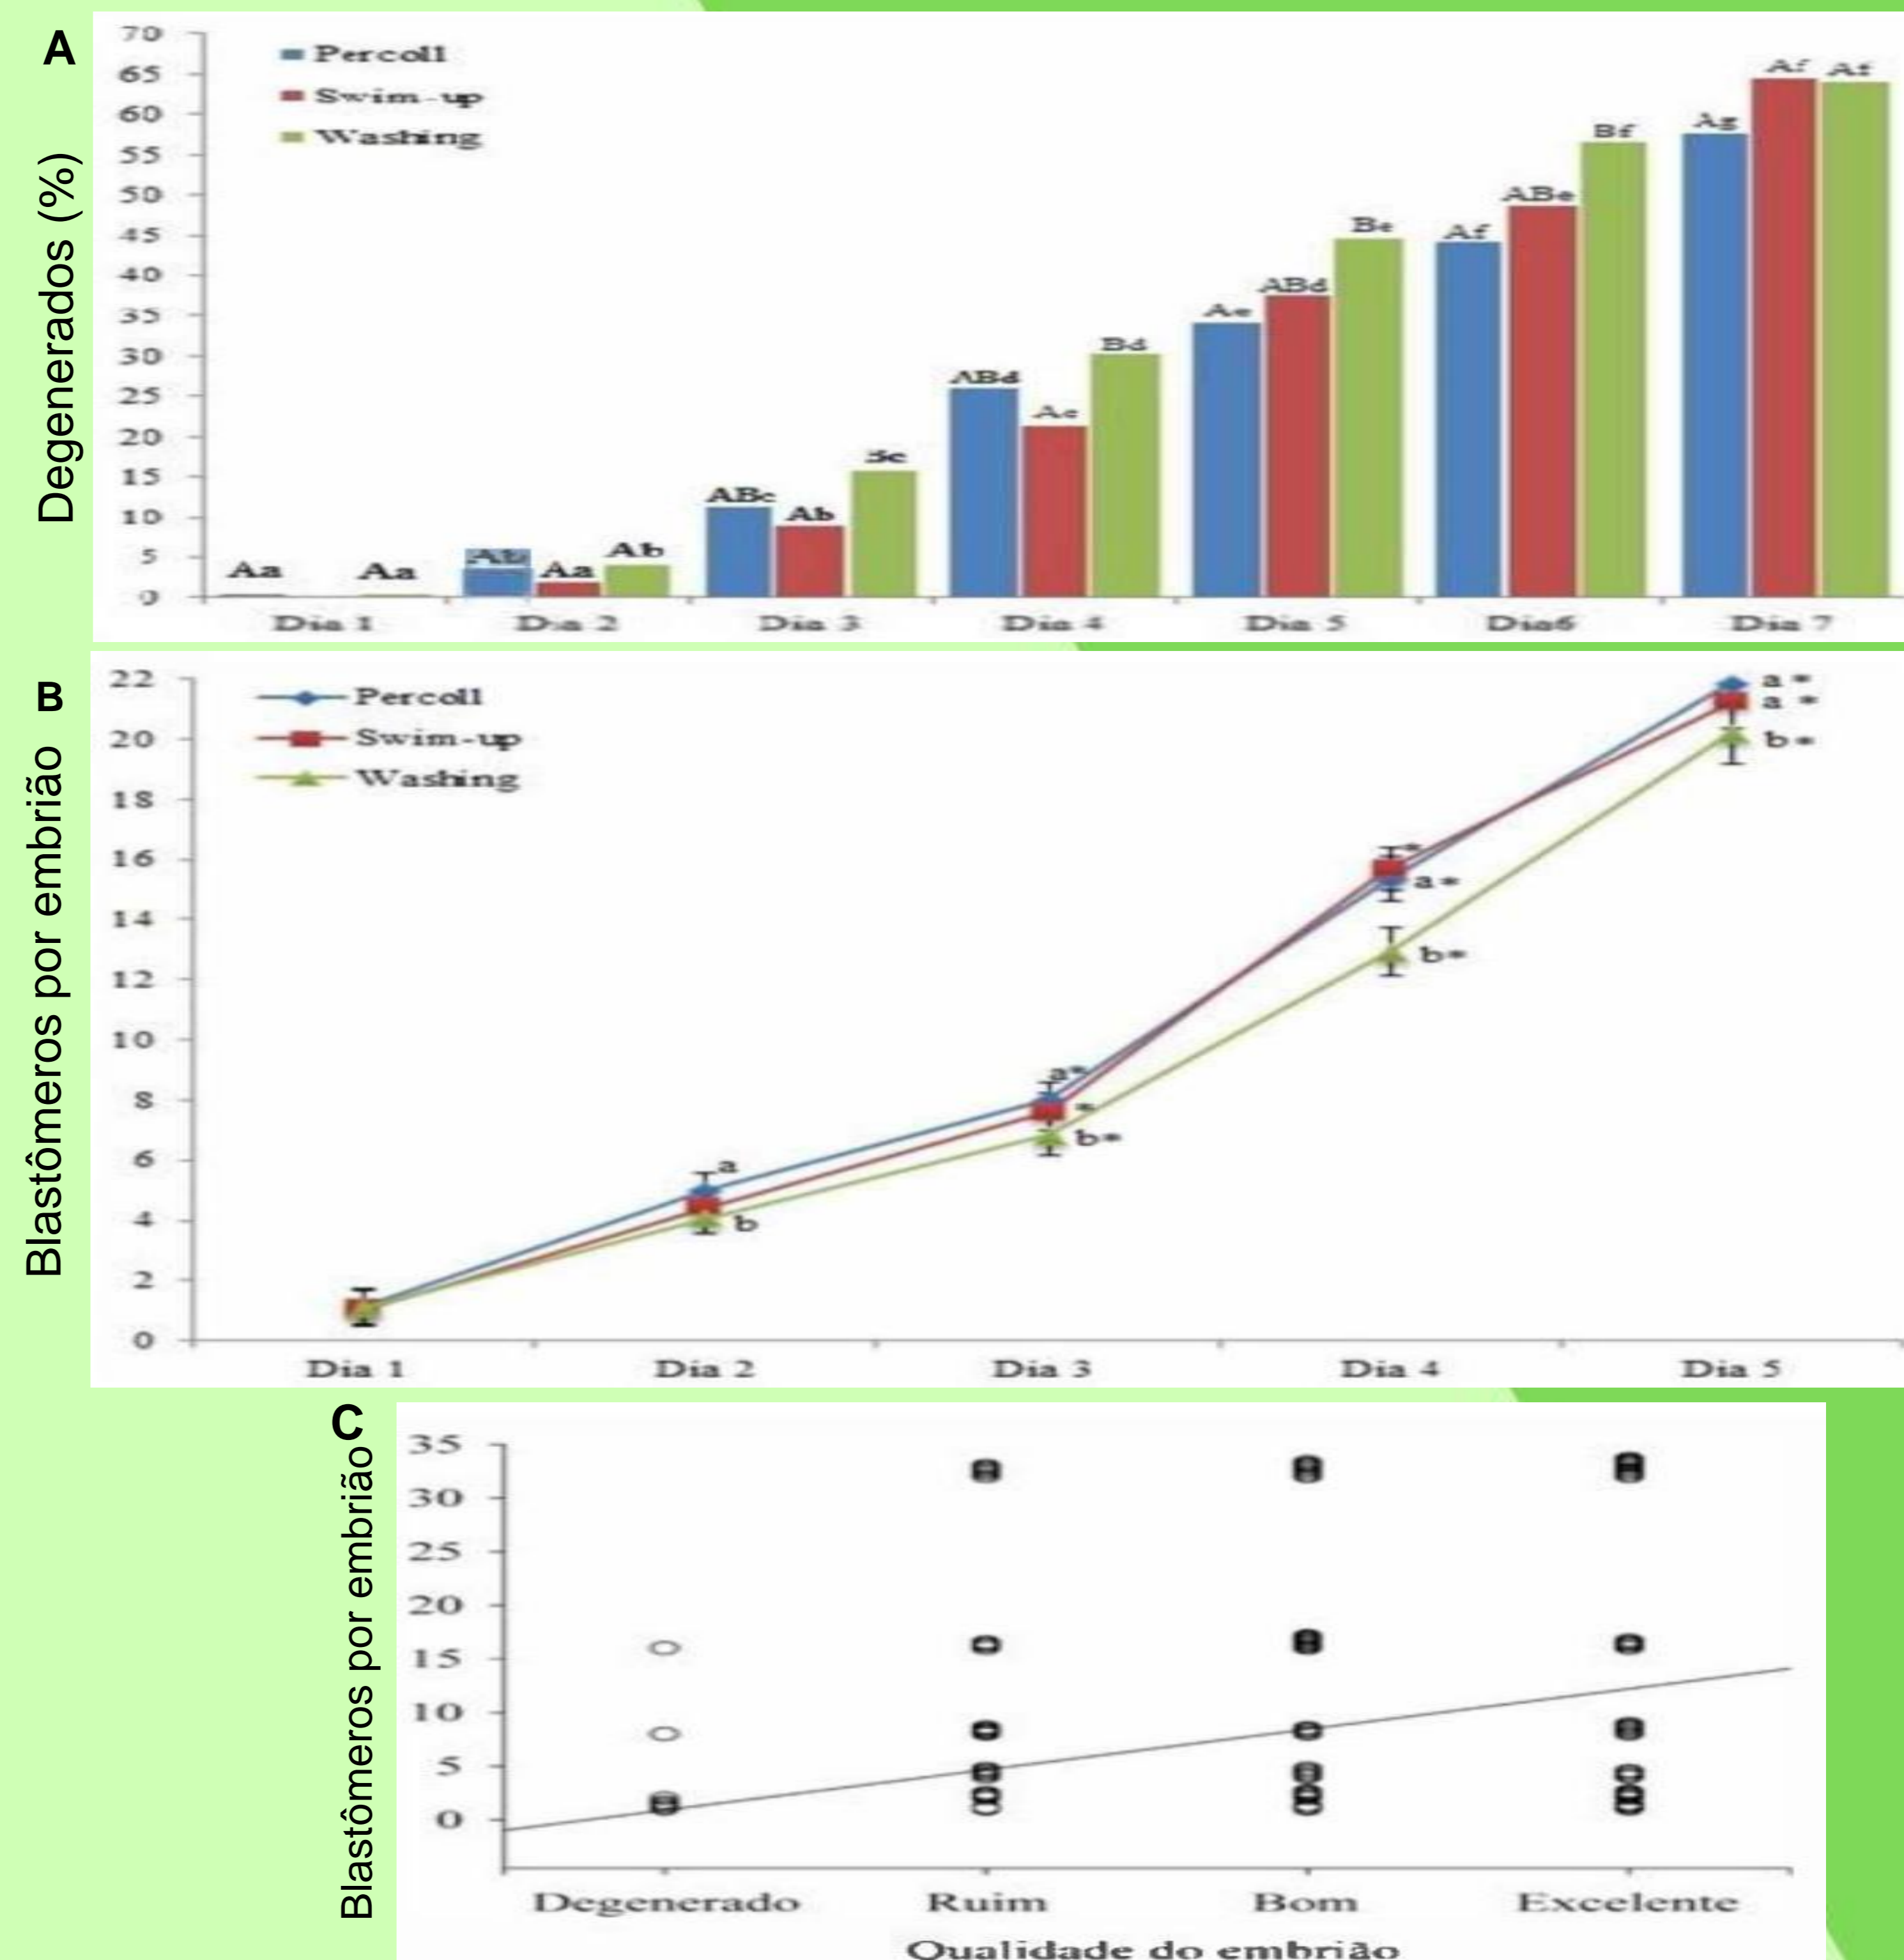 A
Degenerados (%)
70
65
60
55
50
45
40
35
30
25
20
15
10
5
0
Percoll
Swim-up
Washing
Aa
Aa
Ab
Aa
Ab
ABc
Ab
Bc
ABd
Ac
Bd
Ae
ABd
Be
Af
ABe
Bf
Ag
Af
Af
Dia 1
Dia 2
Dia 3
Dia 4
Dia 5
Dia6
Dia 7
B
Blastômeros por embrião
22
20
18
16
14
12
10
8
6
4
2
0
Percoll
Swim-up
Washing
a
b
a*
*
b*
*
a*
b*
a *
a *
b*
Dia 1
Dia 2
Dia 3
Dia 4
Dia 5
C
Blastômeros por embrião
35
30
25
20
15
10
5
0
Degenerado
Ruim
Bom
Excelente
Qualidade do embrião